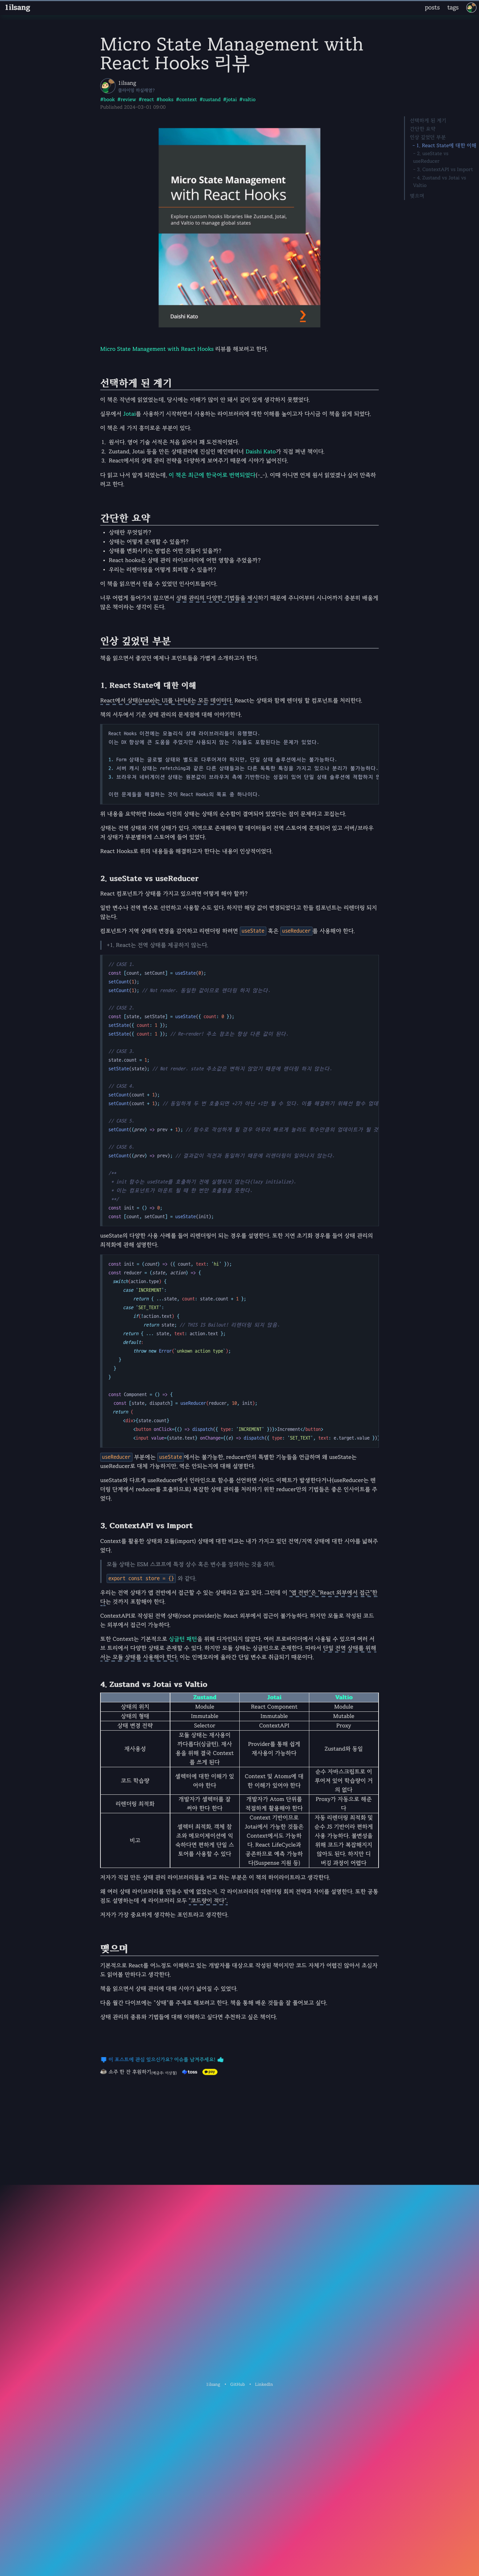 1ilsang
posts tags
Micro State Management with
React Hooks 리뷰
1ilsang
클라이밍 하실래염?
#book #review #react #hooks #context #zustand #jotai #valtio
Published 2024-03-01 09:00
선택하게 된 계기
간단한 요약
인상 깊었던 부분
- 1. React State에 대한 이해
- 2. useState vs
useReducer
- 3. ContextAPI vs Import
- 4. Zustand vs Jotai vs
Valtio
맺으며
Micro State Management
with React Hooks
Explore custom hooks libraries like Zustand, Jotai,
and Valtio to manage global states
Daishi Kato
Micro State Management with React Hooks 리뷰를 해보려고 한다.
선택하게 된 계기
이 책은 작년에 읽었었는데, 당시에는 이해가 많이 안 돼서 깊이 있게 생각하지 못했었다.
실무에서 Jotai를 사용하기 시작하면서 사용하는 라이브러리에 대한 이해를 높이고자 다시금 이 책을 읽게 되었다.
이 책은 세 가지 흥미로운 부분이 있다.
1. 원서다. 영어 기술 서적은 처음 읽어서 꽤 도전적이었다.
2. Zustand, Jotai 등을 만든 상태관리에 진심인 메인테이너 Daishi Kato가 직접 펴낸 책이다.
3. React에서의 상태 관리 전략을 다양하게 보여주기 때문에 시야가 넓어진다.
다 읽고 나서 알게 되었는데, 이 책은 최근에 한국어로 번역되었다(-_-). 이때 아니면 언제 원서 읽었겠나 싶어 만족하
려고 한다.
간단한 요약
• 상태란 무엇일까?
• 상태는 어떻게 존재할 수 있을까?
• 상태를 변화시키는 방법은 어떤 것들이 있을까?
• React hooks은 상태 관리 라이브러리에 어떤 영향을 주었을까?
• 우리는 리렌더링을 어떻게 회피할 수 있을까?
이 책을 읽으면서 얻을 수 있었던 인사이트들이다.
너무 어렵게 들어가지 않으면서 상태 관리의 다양한 기법들을 제시하기 때문에 주니어부터 시니어까지 충분히 배울게
많은 책이라는 생각이 든다.
인상 깊었던 부분
책을 읽으면서 좋았던 예제나 포인트들을 가볍게 소개하고자 한다.
1. React State에 대한 이해
React에서 상태(state)는 UI를 나타내는 모든 데이터다. React는 상태와 함께 렌더링 할 컴포넌트를 처리한다.
책의 서두에서 기존 상태 관리의 문제점에 대해 이야기한다.
React Hooks 이전에는 모놀리식 상태 라이브러리들이 유행했다.
이는 DX 향상에 큰 도움을 주었지만 사용되지 않는 기능들도 포함된다는 문제가 있었다.
1. Form 상태는 글로벌 상태와 별도로 다루어져야 하지만, 단일 상태 솔루션에서는 불가능하다.
2. 서버 캐시 상태는 refetching과 같은 다른 상태들과는 다른 독특한 특징을 가지고 있으나 분리가 불가능하다.
3. 브라우저 네비게이션 상태는 원본값이 브라우저 측에 기반한다는 성질이 있어 단일 상태 솔루션에 적합하지
이런 문제들을 해결하는 것이 React Hooks의 목표 중 하나이다.
위 내용을 요약하면 Hooks 이전의 상태는 상태의 순수함이 결여되어 있었다는 점이 문제라고 꼬집는다.
상태는 전역 상태와 지역 상태가 있다. 지역으로 존재해야 할 데이터들이 전역 스토어에 혼재되어 있고 서버/브라우
저 상태가 무분별하게 스토어에 들어 있었다.
React Hooks로 위의 내용들을 해결하고자 한다는 내용이 인상적이었다.
2. useState vs useReducer
React 컴포넌트가 상태를 가지고 있으려면 어떻게 해야 할까?
일반 변수나 전역 변수로 선언하고 사용할 수도 있다. 하지만 해당 값이 변경되었다고 한들 컴포넌트는 리렌더링 되지
않는다.
컴포넌트가 지역 상태의 변경을 감지하고 리렌더링 하려면 useState 혹은 useReducer를 사용해야 한다.
*1. React는 전역 상태를 제공하지 않는다.
// CASE 1.
const [count, setCount] = useState(0);
setCount(1);
setCount(1); // Not render. 동일한 값이므로 렌더링 하지 않는다.
// CASE 2.
const [state, setState] = useState({ count: 0 });
setState({ count: 1 });
setState({ count: 1 }); // Re-render! 주소 참조는 항상 다른 값이 된다.
// CASE 3.
state.count = 1;
setState(state); // Not render. state 주소값은 변하지 않았기 때문에 렌더링 하지 않는다.
// CASE 4.
setCount(count + 1);
setCount(count + 1); // 동일하게 두 번 호출되면 +2가 아닌 +1만 될 수 있다. 이를 해결하기 위해선 함수 업데
// CASE 5.
setCount((prev) => prev + 1); // 함수로 작성하게 될 경우 아무리 빠르게 눌러도 횟수만큼의 업데이트가 될 것
// CASE 6.
setCount((prev) => prev); // 결과값이 이전과 동일하기 때문에 리렌더링이 일어나지 않는다.
/**
* init 함수는 useState를 호출하기 전에 실행되지 않는다(lazy initialize).
* 이는 컴포넌트가 마운트 될 때 한 번만 호출됨을 뜻한다.
**/
const init = () => 0;
const [count, setCount] = useState(init);
useState의 다양한 사용 사례를 들어 리렌더링이 되는 경우를 설명한다. 또한 지연 초기화 경우를 들어 상태 관리의
최적화에 관해 설명한다.
const init = (count) => ({ count, text: 'hi' });
const reducer = (state, action) => {
switch(action.type) {
case 'INCREMENT':
return { ...state, count: state.count + 1 };
case 'SET_TEXT':
if(!action.text) {
return state; // THIS IS Bailout! 리렌더링 되지 않음.
return { ... state, text: action.text };
default:
throw new Error('unkown action type');
}
}
}
const Component = () => {
const [state, dispatch] = useReducer(reducer, 10, init);
return (
<div>{state.count}
<button onClick={() => dispatch({ type: 'INCREMENT' })}>Increment</button>
<input value={state.text} onChange={(e) => dispatch({ type: 'SET_TEXT', text: e.target.value })
useReducer 부분에는 useState에서는 불가능한, reducer만의 특별한 기능들을 언급하며 왜 useState는
useReducer로 대체 가능하지만, 역은 안되는지에 대해 설명한다.
useState와 다르게 useReducer에서 인라인으로 함수를 선언하면 사이드 이펙트가 발생한다거나(useReducer는 렌
더링 단계에서 reducer를 호출하므로) 복잡한 상태 관리를 처리하기 위한 reducer만의 기법들은 좋은 인사이트를 주
었다.
3. ContextAPI vs Import
Context를 활용한 상태와 모듈(import) 상태에 대한 비교는 내가 가지고 있던 전역/지역 상태에 대한 시야를 넓혀주
었다.
모듈 상태는 ESM 스코프에 특정 상수 혹은 변수를 정의하는 것을 의미.
export const store = {} 와 같다.
우리는 전역 상태가 앱 전반에서 접근할 수 있는 상태라고 알고 있다. 그런데 이 "앱 전반"은 "React 외부에서 접근"한
다는 것까지 포함해야 한다.
ContextAPI로 작성된 전역 상태(root provider)는 React 외부에서 접근이 불가능하다. 하지만 모듈로 작성된 코드
는 외부에서 접근이 가능하다.
또한 Context는 기본적으로 싱글턴 패턴을 위해 디자인되지 않았다. 여러 프로바이더에서 사용될 수 있으며 여러 서
브 트리에서 다양한 상태로 존재할 수 있다. 하지만 모듈 상태는 싱글턴으로 존재한다. 따라서 단일 전역 상태를 위해
서는 모듈 상태를 사용해야 한다. 이는 인메모리에 올라간 단일 변수로 취급되기 때문이다.
4. Zustand vs Jotai vs Valtio
Zustand Jotai Valtio
상태의 위치 Module React Component Module
상태의 형태 Immutable Immutable Mutable
상태 변경 전략 Selector ContextAPI Proxy
재사용성 모듈 상태는 재사용이 까다롭다(싱글턴). 재사용을 위해 결국 Context를 쓰게 된다 Provider를 통해 쉽게 재사용이 가능하다 Zustand와 동일
코드 학습량 셀렉터에 대한 이해가 있어야 한다 Context 및 Atoms에 대한 이해가 있어야 한다 순수 자바스크립트로 이루어져 있어 학습량이 거의 없다
리렌더링 최적화 개발자가 셀렉터를 잘 써야 한다 한다 개발자가 Atom 단위를 적절하게 활용해야 한다 Proxy가 자동으로 해준다
비고 셀렉터 최적화, 객체 참조와 메모이제이션에 익숙하다면 편하게 단일 스토어를 사용할 수 있다 Context 기반이므로 Jotai에서 가능한 것들은 Context에서도 가능하다. React LifeCycle과 공존하므로 예측 가능하다(Suspense 지원 등) 자동 리렌더링 최적화 및 순수 JS 기반이라 편하게 사용 가능하다. 불변성을 위해 코드가 복잡해지지 않아도 된다. 하지만 디버깅 과정이 어렵다
저자가 직접 만든 상태 관리 라이브러리들을 비교 하는 부분은 이 책의 하이라이트라고 생각한다.
왜 여러 상태 라이브러리를 만들수 밖에 없었는지, 각 라이브러리의 리렌더링 회피 전략과 차이를 설명한다. 또한 공통
점도 설명하는데 세 라이브러리 모두 "코드량이 적다".
저자가 가장 중요하게 생각하는 포인트라고 생각한다.
맺으며
기본적으로 React를 어느정도 이해하고 있는 개발자를 대상으로 작성된 책이지만 코드 자체가 어렵진 않아서 초심자
도 읽어볼 만하다고 생각한다.
책을 읽으면서 상태 관리에 대해 시야가 넓어질 수 있었다.
다음 월간 다이브에는 "상태"를 주제로 해보려고 한다. 책을 통해 배운 것들을 잘 풀어보고 싶다.
상태 관리의 종류와 기법들에 대해 이해하고 싶다면 추천하고 싶은 책이다.
이 포스트에 관심 있으신가요? 이슈를 남겨주세요!
소주 한 잔 후원하기(예금주: 이상철) toss pay
1ilsang • GitHub • LinkedIn